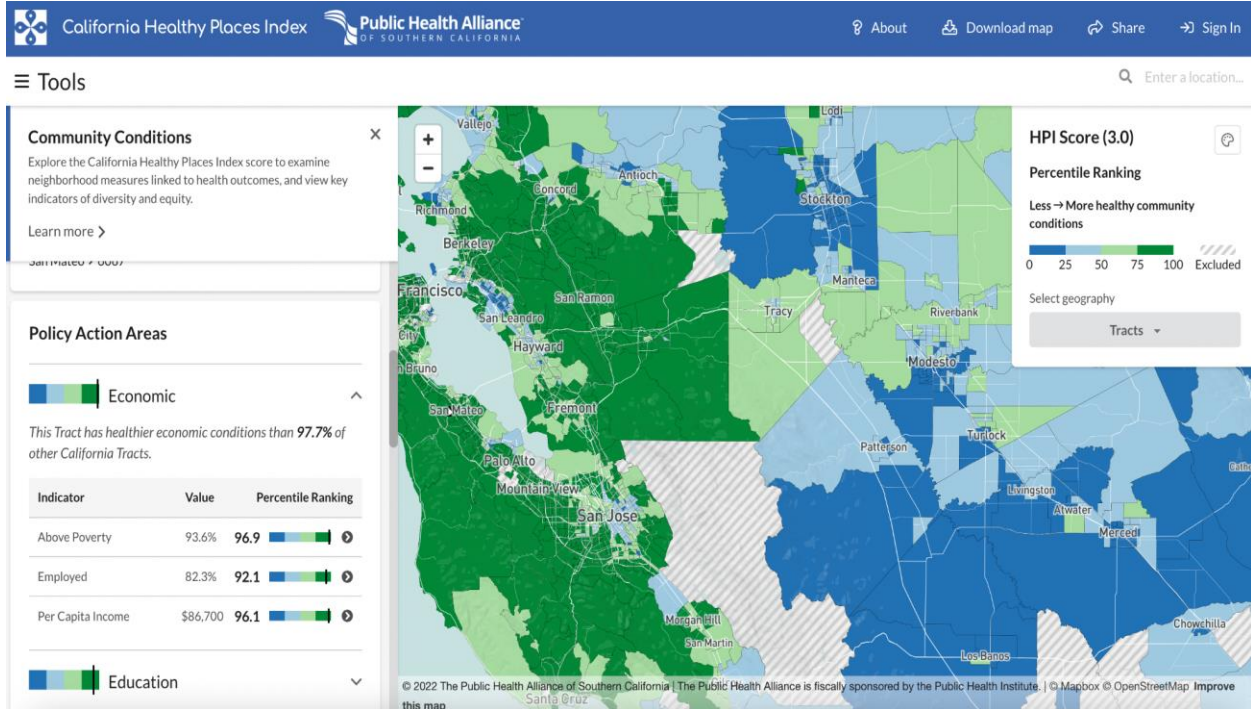 California Healthy Places Index
Public Health Alliance
OF SOUTHERN CALIFORNIA
About
Download map
Share
Sign In
Tools
Enter a location...
Community Conditions
Explore the California Healthy Places Index score to examine
neighborhood measures linked to health outcomes, and view key
indicators of diversity and equity.
Learn more
Policy Action Areas
Economic
This Tract has healthier economic conditions than 97.7% of
other California Tracts.
Indicator Value Percentile Ranking
Above Poverty 93.6% 96.9
Employed 82.3% 92.1
Per Capita Income $86,700 96.1
Education
+
−
Vallejo
Lodi
Concord
Antioch
Stockton
Richmond
Berkeley
Francisco
San Ramon
Manteca
City
San Leandro
Tracy
Riverbank
Hayward
Bruno
Modesto
San Mateo
Fremont
Turlock
Patterson
Palo Alto
Mountain View
Livingston
San Jose
Atwater
Merced
Morgan Hill
Chowchilla
San Martin
Los Banos
Santa Cruz
HPI Score (3.0)
Percentile Ranking
Less → More healthy community
conditions
0 25 50 75 100 Excluded
Select geography
Tracts
© 2022 The Public Health Alliance of Southern California | The Public Health Alliance is fiscally sponsored by the Public Health Institute. | © Mapbox © OpenStreetMap Improve
this map